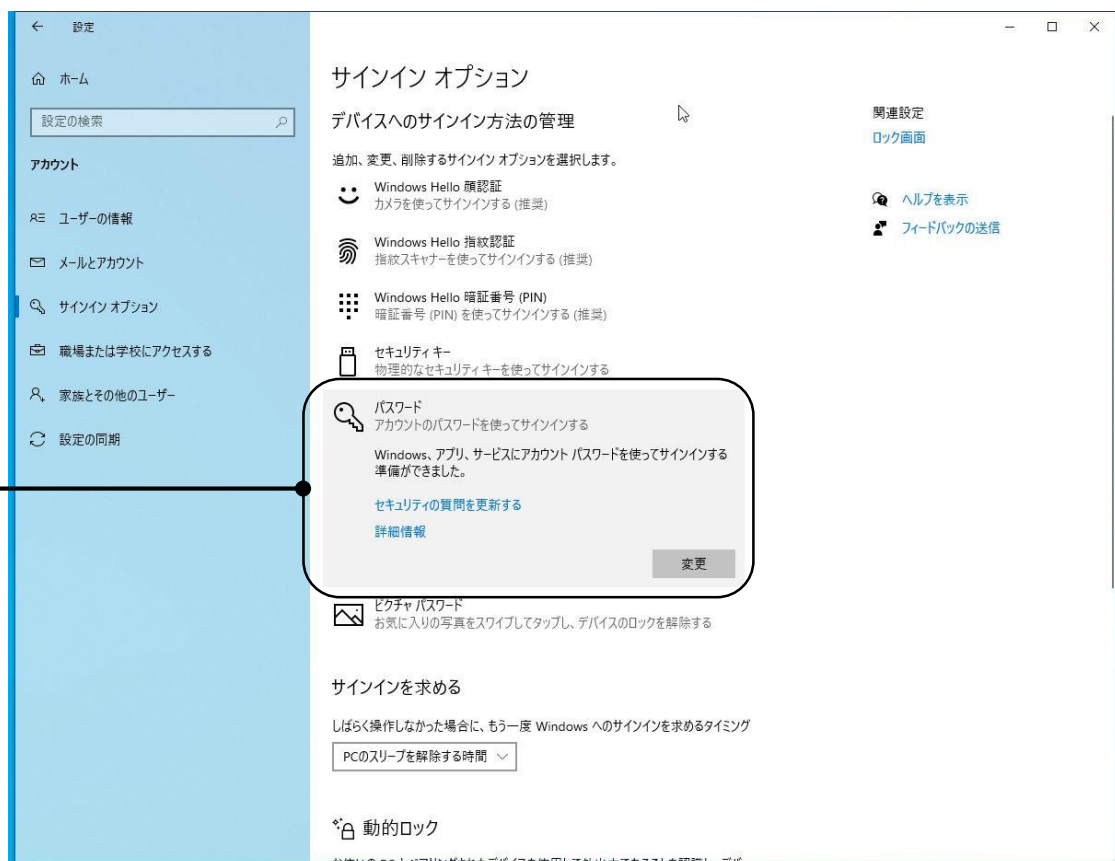 設定
ホーム
設定の検索
アカウント
ユーザーの情報
メールとアカウント
サインイン オプション
職場または学校にアクセスする
家族とその他のユーザー
設定の同期
サインイン オプション
デバイスへのサインイン方法の管理
追加、変更、削除するサインイン オプションを選択します。
Windows Hello 顔認証
カメラを使ってサインインする (推奨)
Windows Hello 指紋認証
指紋スキャナーを使ってサインインする (推奨)
Windows Hello 暗証番号 (PIN)
暗証番号 (PIN) を使ってサインインする (推奨)
セキュリティ キー
物理的なセキュリティ キーを使ってサインインする
パスワード
アカウントのパスワードを使ってサインインする
Windows、アプリ、サービスにアカウント パスワードを使ってサインインする
準備ができました。
セキュリティの質問を更新する
詳細情報
変更
ピクチャ パスワード
お気に入りの写真をスワイプしてタップし、デバイスのロックを解除する
サインインを求める
しばらく操作しなかった場合に、もう一度 Windows へのサインインを求めるタイミング
PCのスリープを解除する時間
動的ロック
関連設定
ロック画面
ヘルプを表示
フィードバックの送信